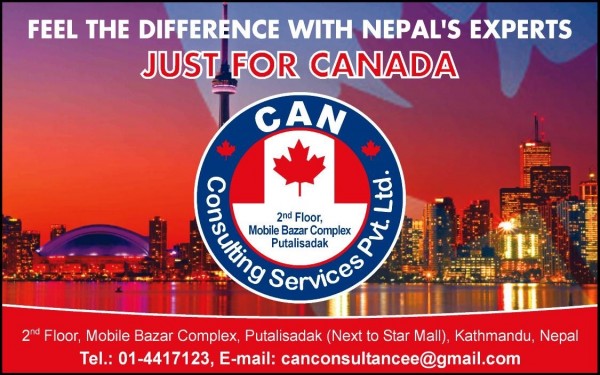 FEEL THE DIFFERENCE WITH NEPAL'S EXPERTS
JUST FOR CANADA
CAN
2nd Floor,
Mobile Bazar Complex
Putalisadak
Consulting Services Pvt. Ltd.
2nd Floor, Mobile Bazar Complex, Putalisadak (Next to Star Mall), Kathmandu, Nepal
Tel.: 01-4417123, E-mail: canconsultancee@gmail.com